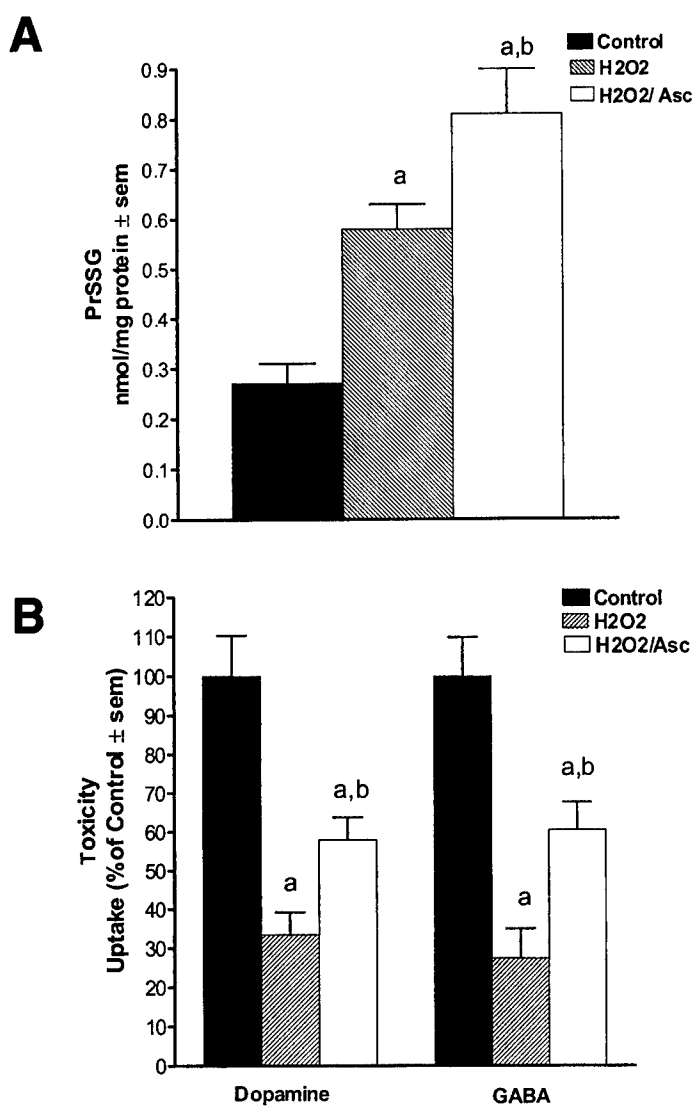 A
Control
H2O2
H2O2/ Asc
a,b
a
0.9
0.8
0.7
0.6
0.5
0.4
0.3
0.2
0.1
0.0
PrSSG
nmol/mg protein ± sem
B
Control
H2O2
H2O2/Asc
120
110
100
90
80
70
60
50
40
30
20
10
0
Toxicity
Uptake (% of Control ± sem)
a
a,b
a
a,b
Dopamine
GABA